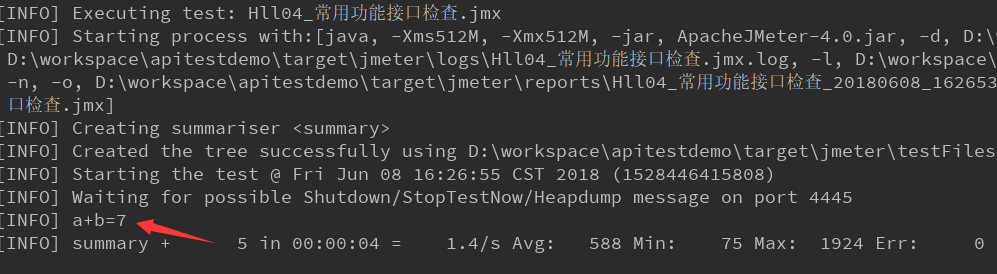 [INFO] Executing test: Hll04_常用功能接口检查.jmx
[INFO] Starting process with:[java, -Xms512M, -Xmx512M, -jar, ApacheJMeter-4.0.jar, -d, D:\
D:\workspace\apitestdemo\target\jmeter\logs\Hll04_常用功能接口检查.jmx.log, -l, D:\workspace\
-n, -o, D:\workspace\apitestdemo\target\jmeter\reports\Hll04_常用功能接口检查_20180608_162653
口检查.jmx]
[INFO] Creating summariser <summary>
[INFO] Created the tree successfully using D:\workspace\apitestdemo\target\jmeter\testFiles
[INFO] Starting the test @ Fri Jun 08 16:26:55 CST 2018 (1528446415808)
[INFO] Waiting for possible Shutdown/StopTestNow/Heapdump message on port 4445
[INFO] a+b=7
[INFO] summary +      5 in 00:00:04 =    1.4/s Avg:   588 Min:    75 Max:  1924 Err:     0